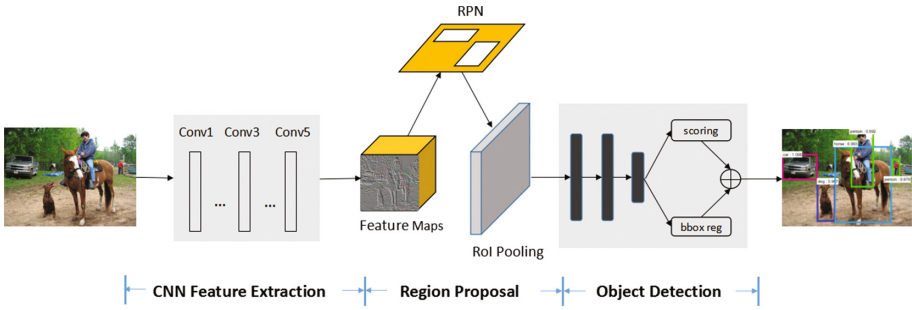 RPN
Conv1 Conv3 Conv5
... ...
scoring
bbox reg
Feature Maps
RoI Pooling
CNN Feature Extraction
Region Proposal
Object Detection